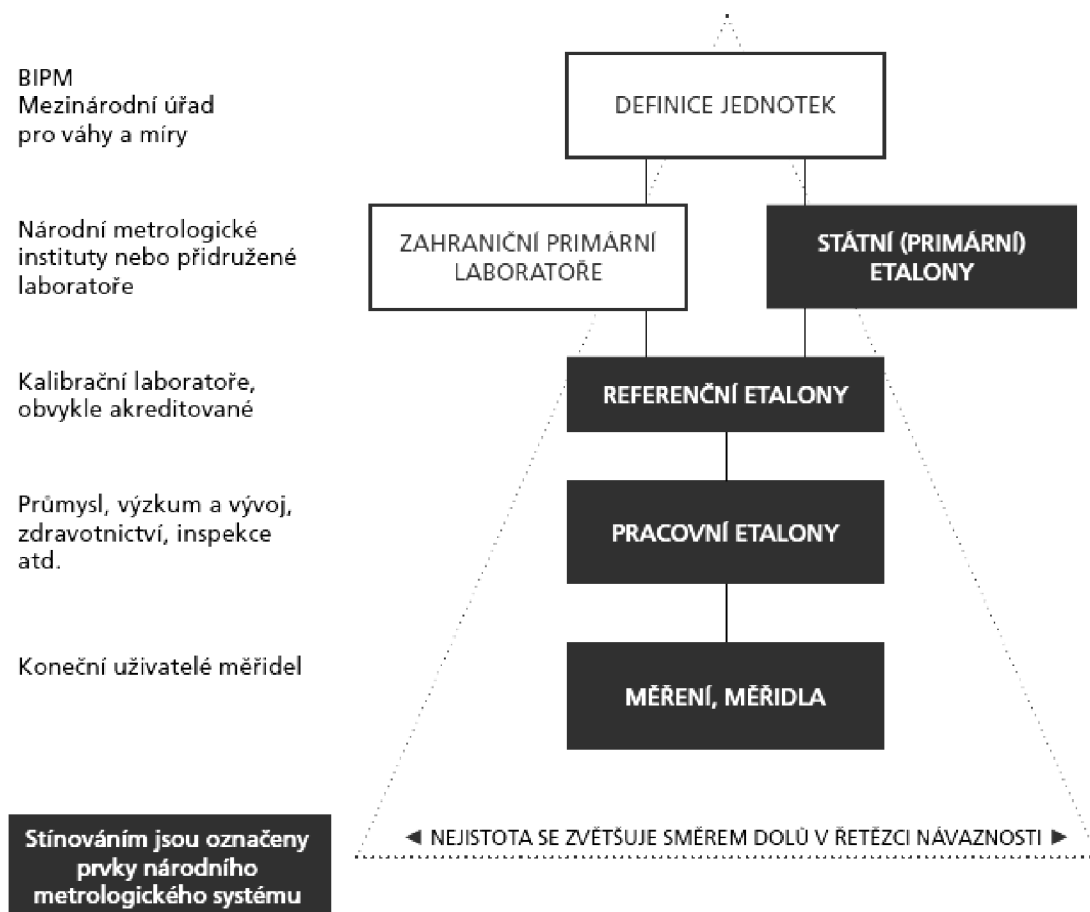 BIPM
Mezinárodní úřad
pro váhy a míry
DEFINICE JEDNOTEK
Národní metrologické
instituty nebo přidružené
laboratoře
ZAHRANIČNÍ PRIMÁRNÍ
LABORATOŘE
STÁTNÍ (PRIMÁRNÍ)
ETALONY
Kalibrační laboratoře,
obvykle akreditované
REFERENČNÍ ETALONY
Průmysl, výzkum a vývoj,
zdravotnictví, inspekce
atd.
PRACOVNÍ ETALONY
Koneční uživatelé měřidel
MĚŘENÍ, MĚŘIDLA
Stínováním jsou označeny
prvky národního
metrologického systému
◄ NEJISTOTA SE ZVĚTŠUJE SMĚREM DOLŮ V ŘETĚZCI NÁVAZNOSTI ►